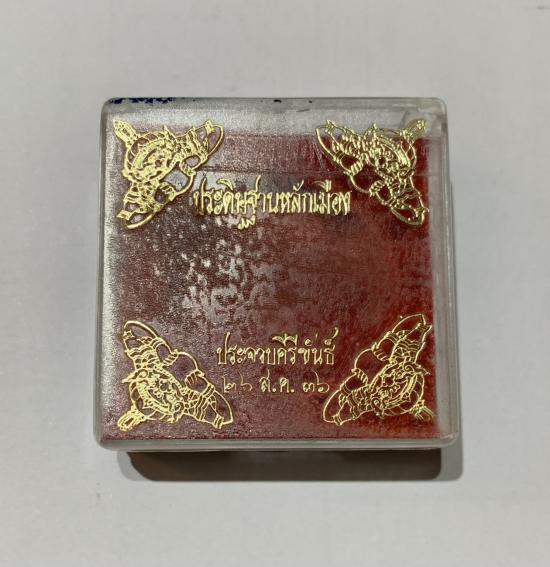 ประดิษฐานหลักเมือง
ประจวบคีรีขันธ์
๒๖ ส.ค. ๓๖